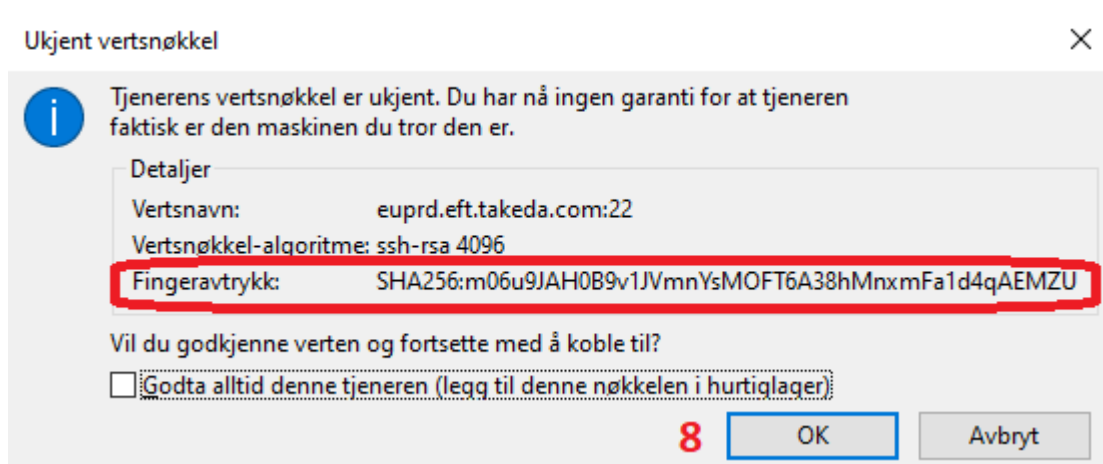 Ukjent vertsnøkkel
Tjenerens vertsnøkkel er ukjent. Du har nå ingen garanti for at tjeneren
faktisk er den maskinen du tror den er.
Detaljer
Vertsnavn: euprd.eft.takeda.com:22
Vertsnøkkel-algoritme: ssh-rsa 4096
Fingeravtrykk: SHA256:m06u9JAH0B9v1JVmnYsMOFT6A38hMnxmFa1d4qAEMZU
Vil du godkjenne verten og fortsette med å koble til?
Godta alltid denne tjeneren (legg til denne nøkkelen i hurtiglager)
8 OK Avbryt